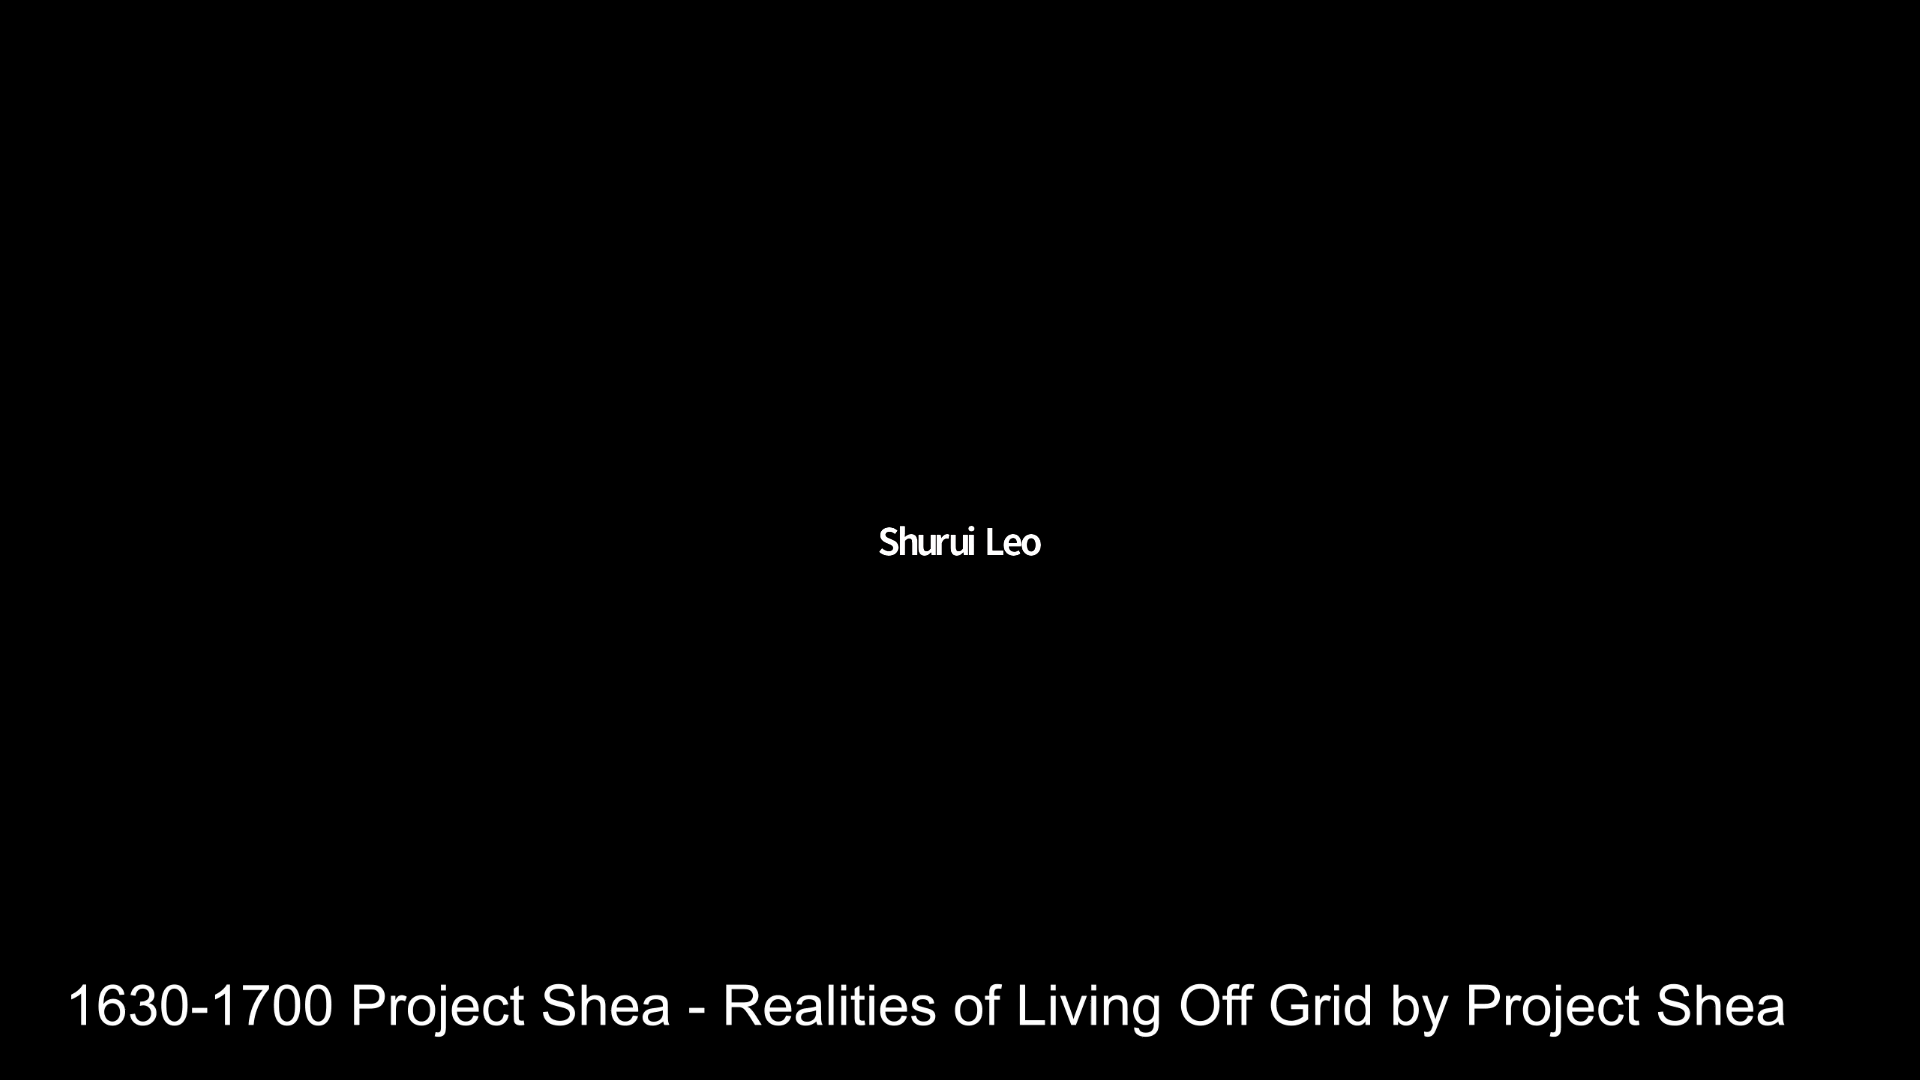 Shurui Leo
1630-1700 Project Shea - Realities of Living Off Grid by Project Shea